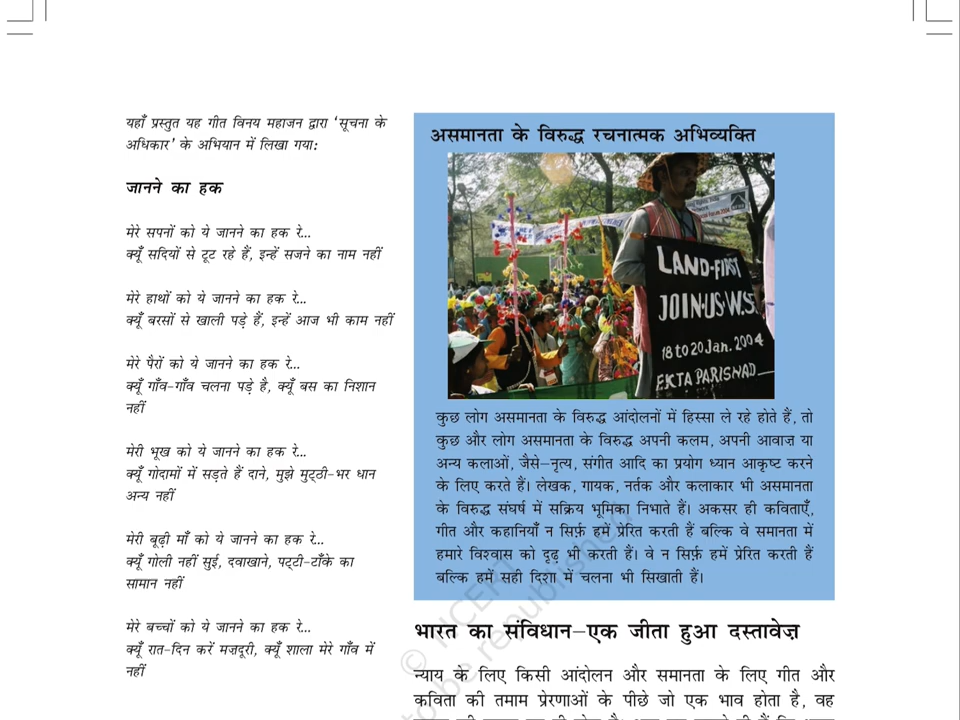 यहाँ प्रस्तुत यह गीत विनय महाजन द्वारा ‘सूचना के
अधिकार’ के अभियान में लिखा गया:
जानने का हक
मेरे सपनों को ये जानने का हक रे...
क्यूँ सदियों से टूट रहे हैं, इन्हें सजने का नाम नहीं
मेरे हाथों को ये जानने का हक रे...
क्यूँ बरसों से खाली पड़े हैं, इन्हें आज भी काम नहीं
मेरे पैरों को ये जानने का हक रे...
क्यूँ गाँव-गाँव चलना पड़े है, क्यूँ बस का निशान
नहीं
मेरी भूख को ये जानने का हक रे...
क्यूँ गोदामों में सड़ते हैं दाने, मुझे मुट्ठी-भर धान
अन्य नहीं
मेरी बूढ़ी माँ को ये जानने का हक रे...
क्यूँ गोली नहीं सुई, दवाखाने, पट्टी-टाँके का
सामान नहीं
मेरे बच्चों को ये जानने का हक रे...
क्यूँ रात-दिन करें मज़दूरी, क्यूँ शाला मेरे गाँव में
नहीं
असमानता के विरुद्ध रचनात्मक अभिव्यक्ति
LAND-FIRST
JOIN-US-W.SF
18 to 20 Jan. 2004
EKTA PARISHAD
कुछ लोग असमानता के विरुद्ध आंदोलनों में हिस्सा ले रहे होते हैं, तो
कुछ और लोग असमानता के विरुद्ध अपनी कलम, अपनी आवाज़ या
अन्य कलाओं, जैसे–नृत्य, संगीत आदि का प्रयोग ध्यान आकृष्ट करने
के लिए करते हैं। लेखक, गायक, नर्तक और कलाकार भी असमानता
के विरुद्ध संघर्ष में सक्रिय भूमिका निभाते हैं। अकसर ही कविताएँ,
गीत और कहानियाँ न सिर्फ़ हमें प्रेरित करती हैं बल्कि वे समानता में
हमारे विश्वास को दृढ़ भी करती हैं। वे न सिर्फ़ हमें प्रेरित करती हैं
बल्कि हमें सही दिशा में चलना भी सिखाती हैं।
भारत का संविधान–एक जीता हुआ दस्तावेज़
न्याय के लिए किसी आंदोलन और समानता के लिए गीत और
कविता की तमाम प्रेरणाओं के पीछे जो एक भाव होता है, वह
© NCERT
to be republished